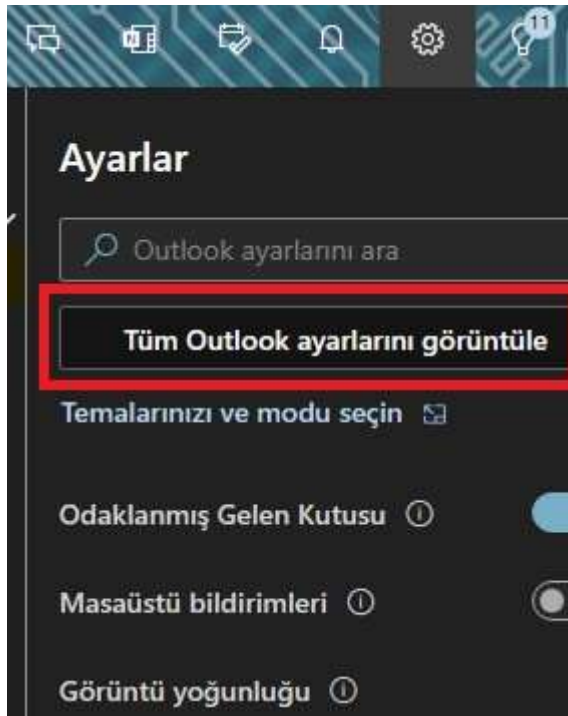 11
Ayarlar
Outlook ayarlarını ara
Tüm Outlook ayarlarını görüntüle
Temalarınızı ve modu seçin
Odaklanmış Gelen Kutusu
Masaüstü bildirimleri
Görüntü yoğunluğu